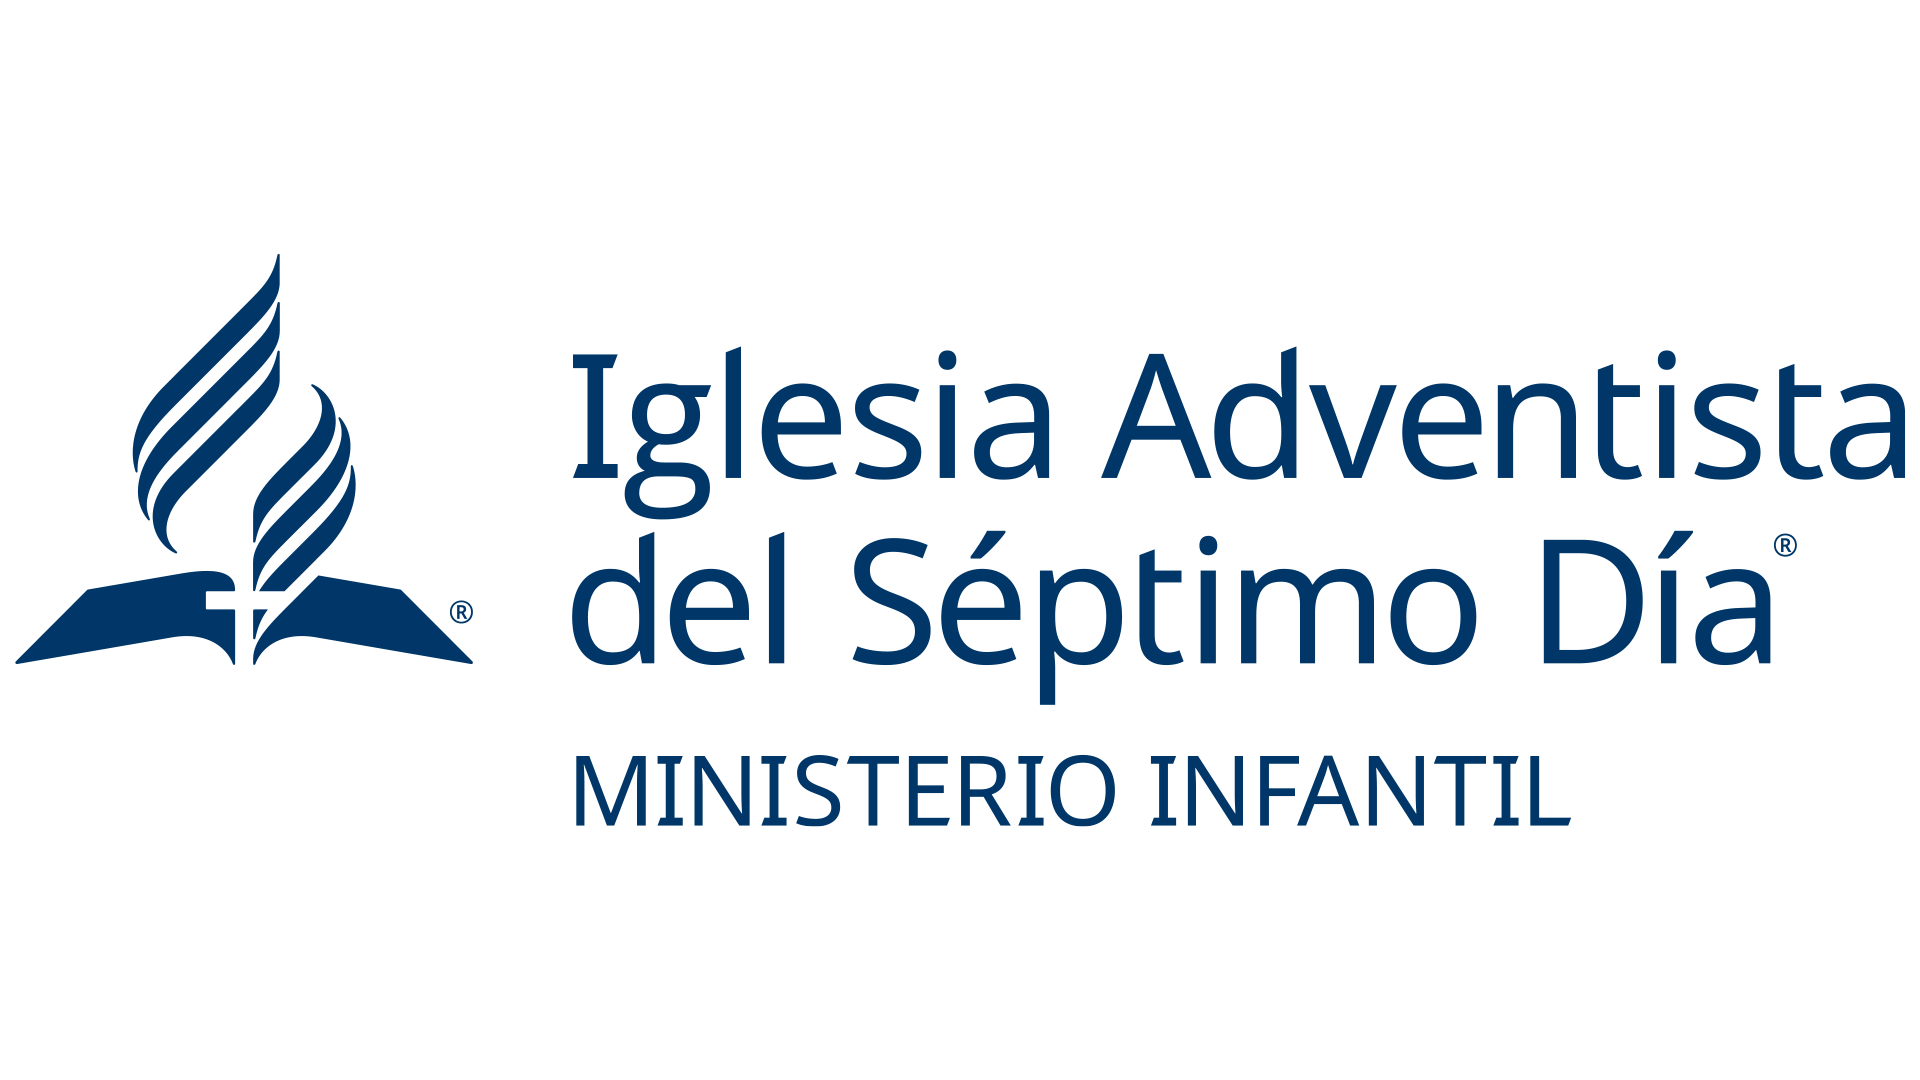 Iglesia Adventista
del Séptimo Día®
MINISTERIO INFANTIL
®